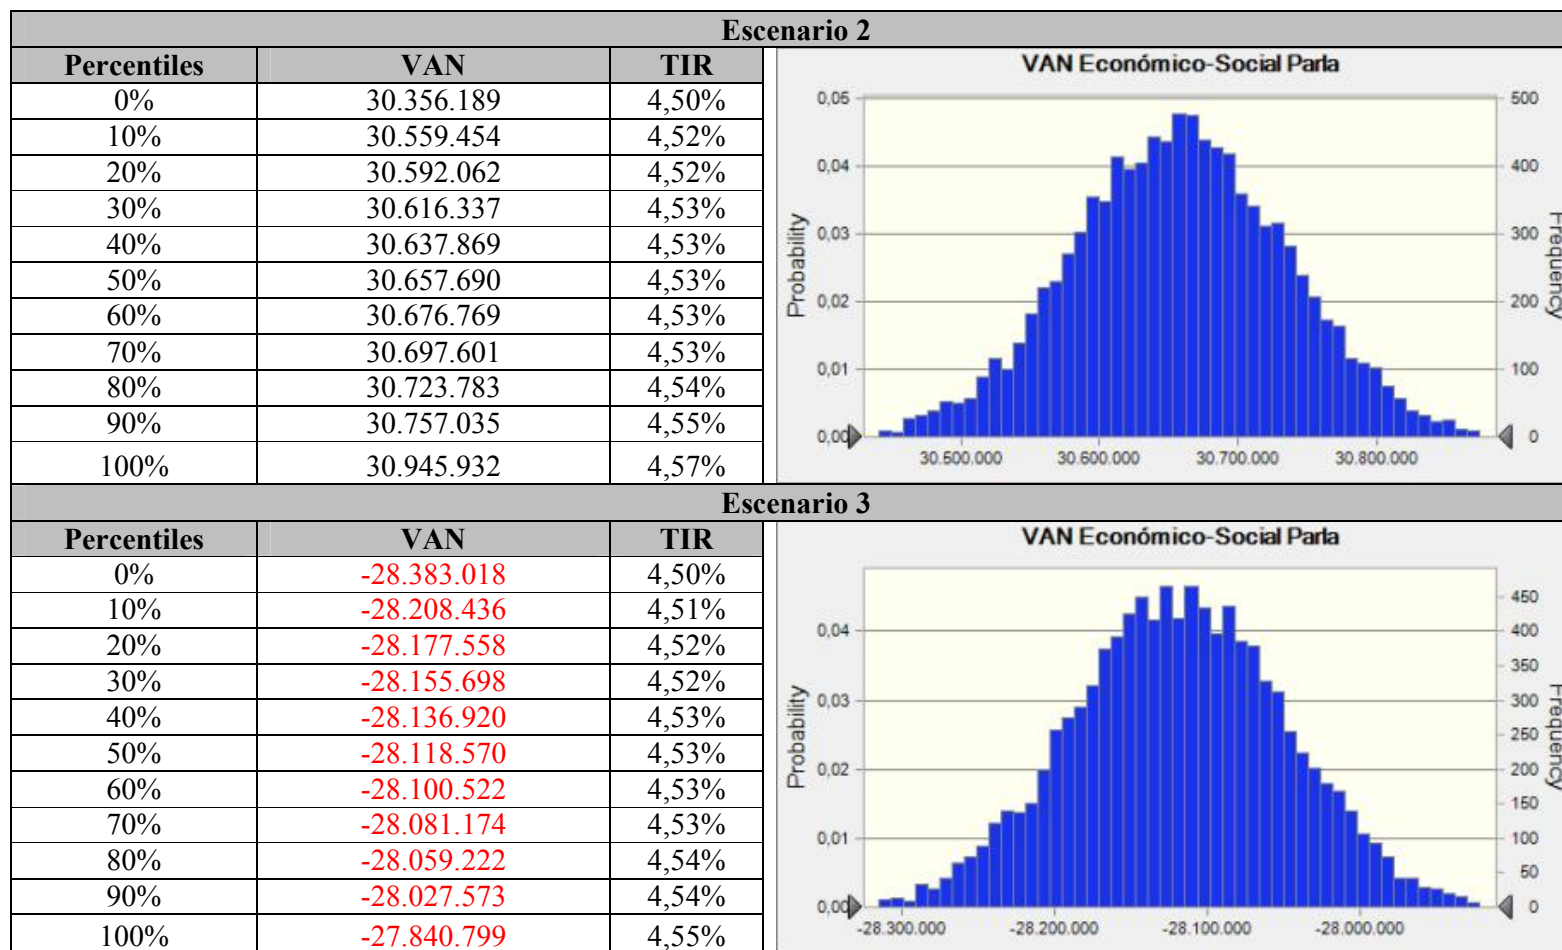 Escenario 2
Percentiles VAN TIR
0% 30.356.189 4,50%
10% 30.559.454 4,52%
20% 30.592.062 4,52%
30% 30.616.337 4,53%
40% 30.637.869 4,53%
50% 30.657.690 4,53%
60% 30.676.769 4,53%
70% 30.697.601 4,53%
80% 30.723.783 4,54%
90% 30.757.035 4,55%
100% 30.945.932 4,57%
VAN Económico-Social Parla
0,05
0,04
0,03
0,02
0,01
0,00
Probability
500
400
300
200
100
0
Frequency
30.500.000 30.600.000 30.700.000 30.800.000
Escenario 3
Percentiles VAN TIR
0% -28.383.018 4,50%
10% -28.208.436 4,51%
20% -28.177.558 4,52%
30% -28.155.698 4,52%
40% -28.136.920 4,53%
50% -28.118.570 4,53%
60% -28.100.522 4,53%
70% -28.081.174 4,53%
80% -28.059.222 4,54%
90% -28.027.573 4,54%
100% -27.840.799 4,55%
VAN Económico-Social Parla
0,04
0,03
0,02
0,01
0,00
Probability
450
400
350
300
250
200
150
100
50
0
Frequency
-28.300.000 -28.200.000 -28.100.000 -28.000.000